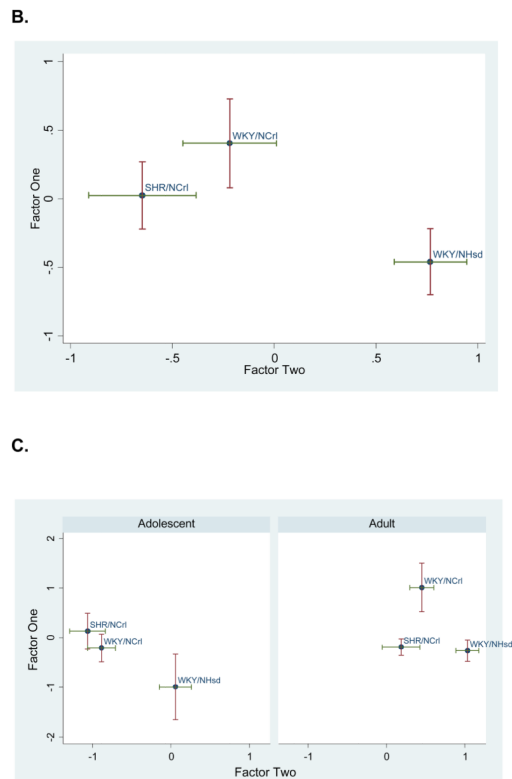 B.
1
.5
0
-.5
-1
Factor One
WKY/NCrl
SHR/NCrl
WKY/NHsd
-1
-.5
0
.5
1
Factor Two
C.
Adolescent
Adult
2
1
0
-1
-2
Factor One
SHR/NCrl
WKY/NCrl
WKY/NHsd
WKY/NCrl
SHR/NCrl
WKY/NHsd
-1
0
1
-1
0
1
Factor Two